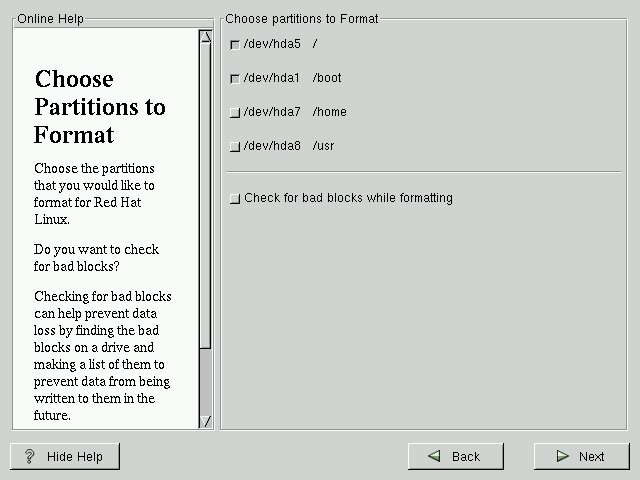 Online Help
Choose
Partitions to
Format
Choose the partitions
that you would like to
format for Red Hat
Linux.
Do you want to check
for bad blocks?
Checking for bad blocks
can help prevent data
loss by finding the bad
blocks on a drive and
making a list of them to
prevent data from being
written to them in the
future.
Choose partitions to Format
/dev/hda5 /
/dev/hda1 /boot
/dev/hda7 /home
/dev/hda8 /usr
Check for bad blocks while formatting
? Hide Help
Back
Next